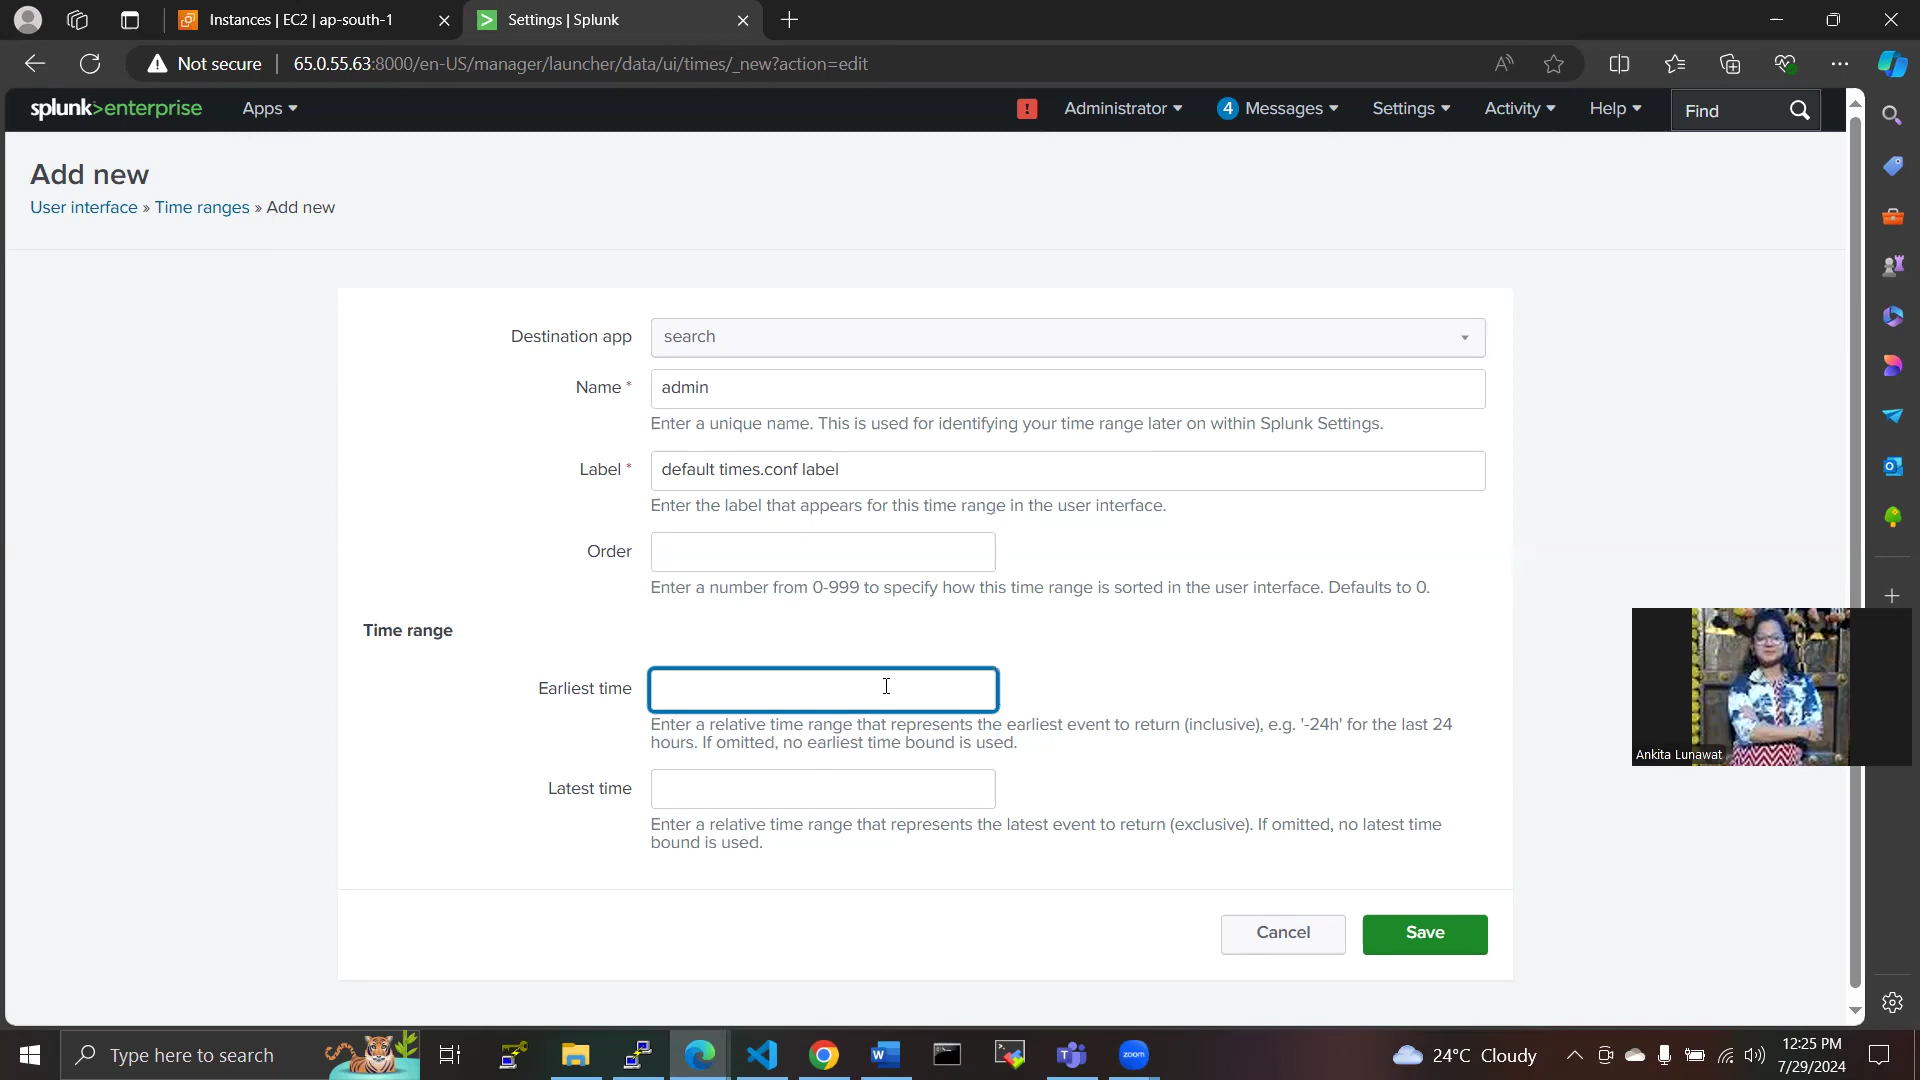 Instances | EC2 | ap-south-1
Settings | Splunk
Not secure
65.0.55.63:8000/en-US/manager/launcher/data/ui/times/_new?action=edit
splunk>enterprise
Apps
!
Administrator
4
Messages
Settings
Activity
Help
Find
Add new
User interface » Time ranges » Add new
Destination app
search
Name *
admin
Enter a unique name. This is used for identifying your time range later on within Splunk Settings.
Label *
default times.conf label
Enter the label that appears for this time range in the user interface.
Order
Enter a number from 0-999 to specify how this time range is sorted in the user interface. Defaults to 0.
Time range
Earliest time
Enter a relative time range that represents the earliest event to return (inclusive), e.g. '-24h' for the last 24
hours. If omitted, no earliest time bound is used.
Latest time
Enter a relative time range that represents the latest event to return (exclusive). If omitted, no latest time
bound is used.
Cancel
Save
Ankita Lunawat
Type here to search
zoom
24°C Cloudy
12:25 PM
7/29/2024